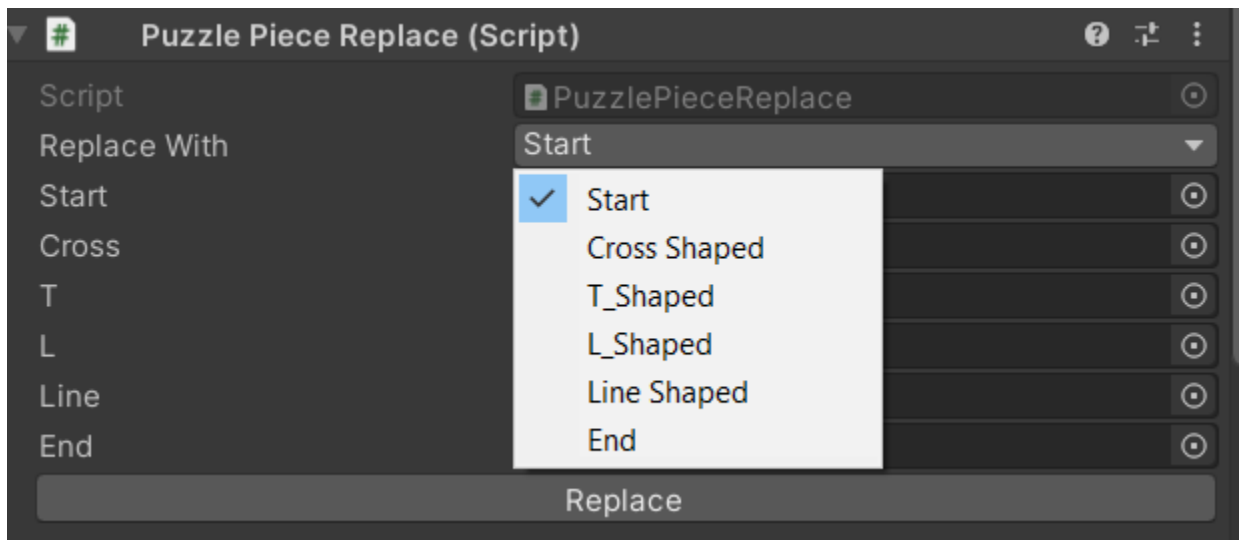 Puzzle Piece Replace (Script)
Script PuzzlePieceReplace
Replace With Start
Start
Cross
T
L
Line
End
Start
Cross Shaped
T_Shaped
L_Shaped
Line Shaped
End
Replace